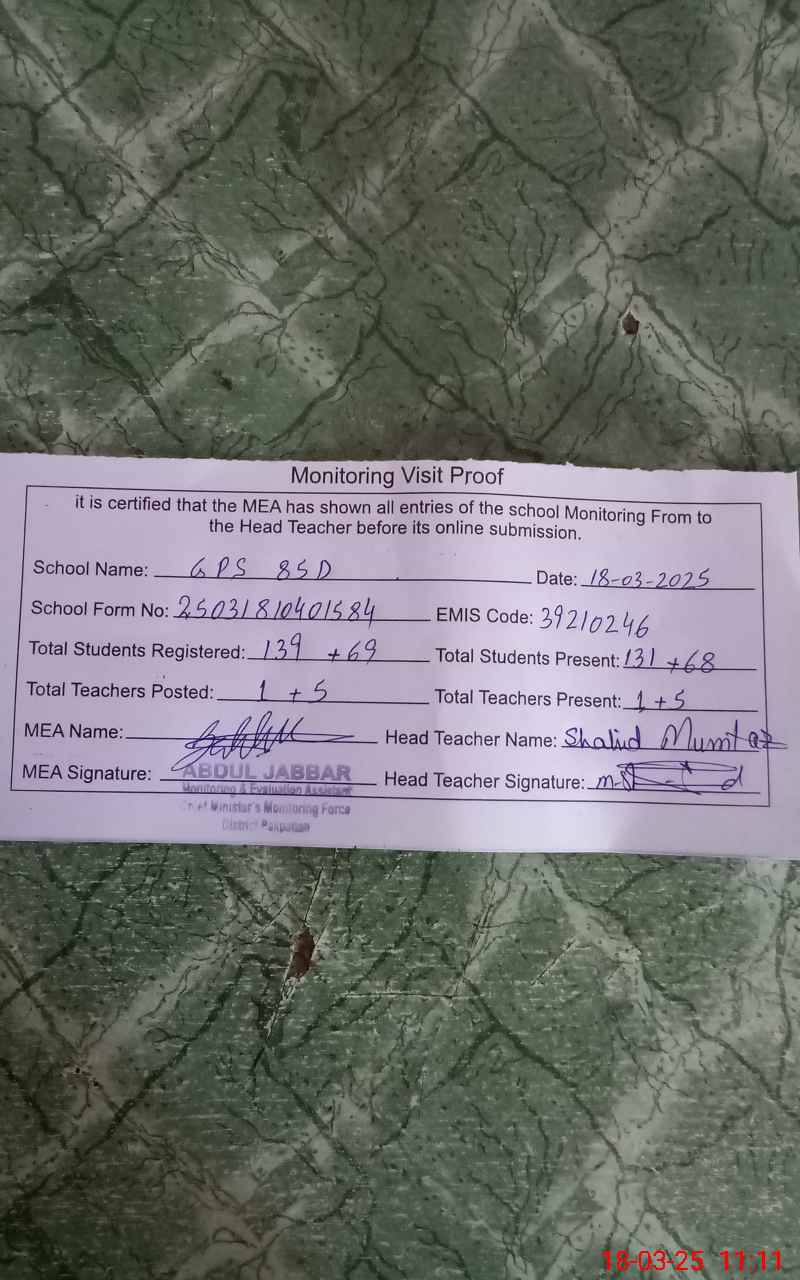 Monitoring Visit Proof
it is certified that the MEA has shown all entries of the school Monitoring From to
the Head Teacher before its online submission.
School Name: GPS 85D Date: 18-03-2025
School Form No: 25031810401584 EMIS Code: 39210246
Total Students Registered: 139 +69 Total Students Present: 131 +68
Total Teachers Posted: 1 + 5 Total Teachers Present: 1 + 5
MEA Name: Head Teacher Name: Shahid Mumtaz
MEA Signature: Head Teacher Signature:
ABDUL JABBAR
Monitoring & Evaluation Assistant
Chief Minister's Monitoring Force
District Pakpattan
18-03-25 11:11